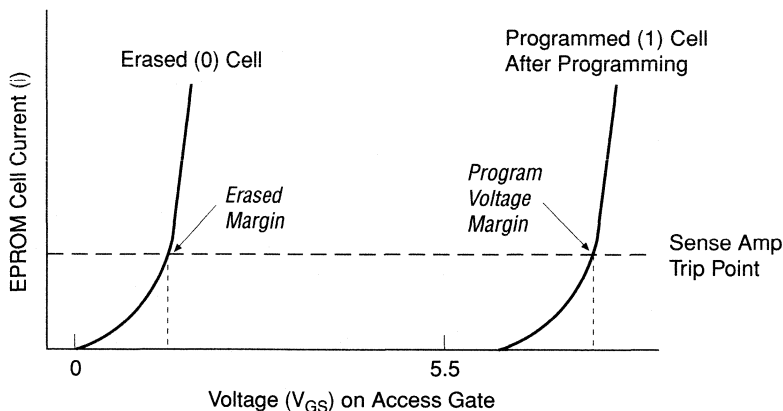 Programmed (1) Cell
After Programming
Erased (0) Cell
EPROM Cell Current (i)
Erased
Margin
Program
Voltage
Margin
Sense Amp
Trip Point
0
5.5
Voltage (VGS) on Access Gate